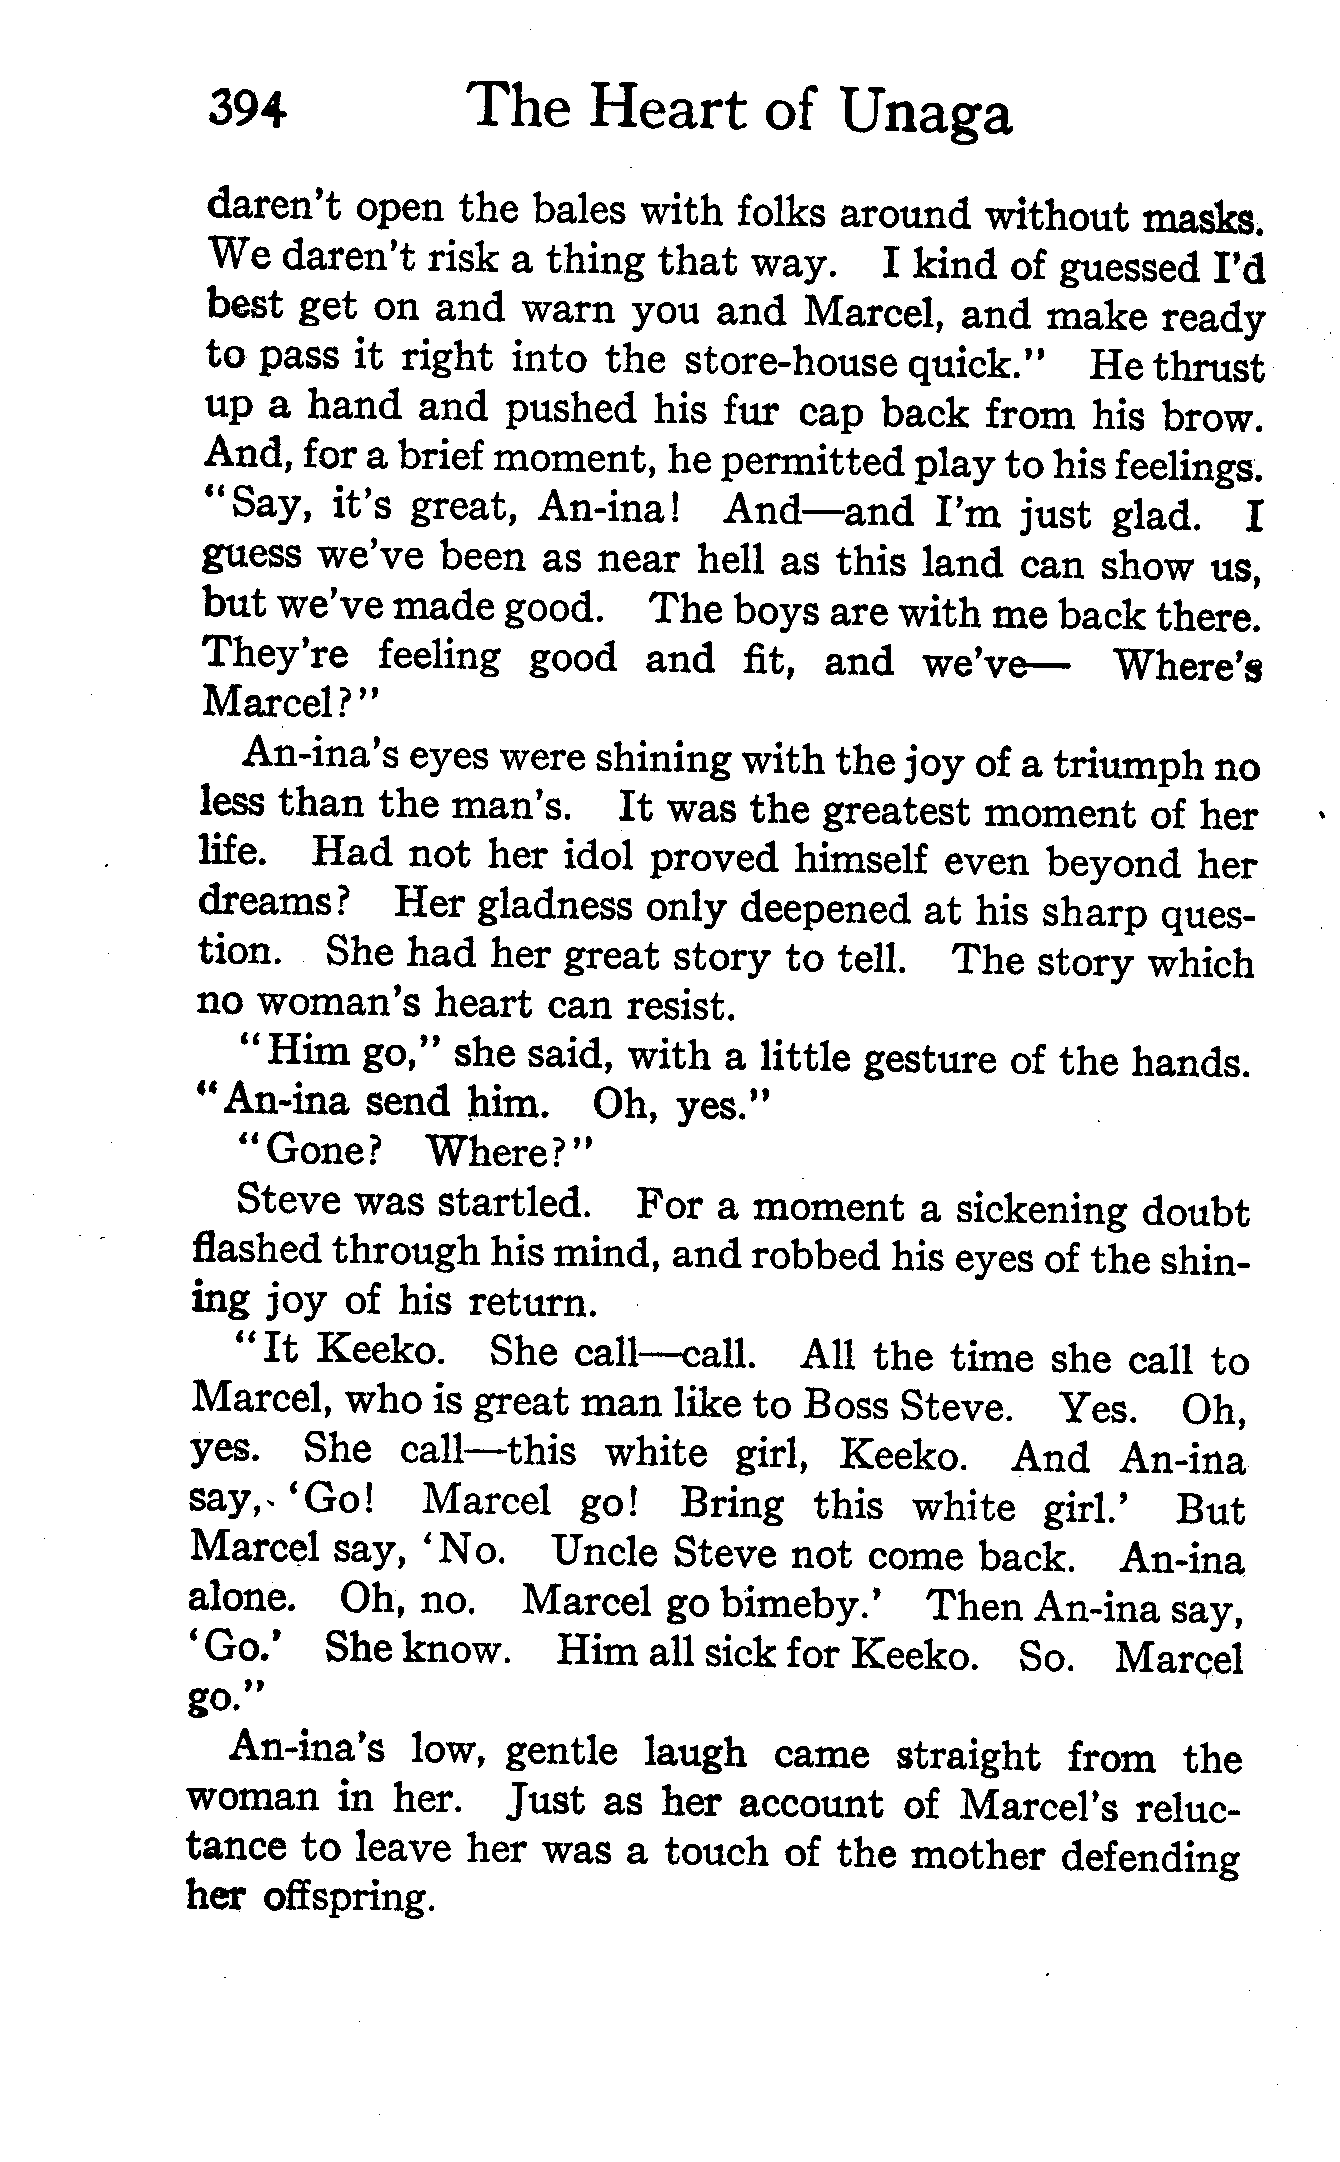 394 The Heart of Unaga
daren't open the bales with folks around without masks.
We daren't risk a thing that way. I kind of guessed I'd
best get on and warn you and Marcel, and make ready
to pass it right into the store-house quick." He thrust
up a hand and pushed his fur cap back from his brow.
And, for a brief moment, he permitted play to his feelings.
"Say, it's great, An-ina! And—and I'm just glad. I
guess we've been as near hell as this land can show us,
but we've made good. The boys are with me back there.
They're feeling good and fit, and we've— Where's
Marcel?"
An-ina's eyes were shining with the joy of a triumph no
less than the man's. It was the greatest moment of her
life. Had not her idol proved himself even beyond her
dreams? Her gladness only deepened at his sharp ques-
tion. She had her great story to tell. The story which
no woman's heart can resist.
"Him go," she said, with a little gesture of the hands.
"An-ina send him. Oh, yes."
"Gone? Where?"
Steve was startled. For a moment a sickening doubt
flashed through his mind, and robbed his eyes of the shin-
ing joy of his return.
"It Keeko. She call—call. All the time she call to
Marcel, who is great man like to Boss Steve. Yes. Oh,
yes. She call—this white girl, Keeko. And An-ina
say, 'Go! Marcel go! Bring this white girl.' But
Marcel say, 'No. Uncle Steve not come back. An-ina
alone. Oh, no. Marcel go bimeby.' Then An-ina say,
'Go.' She know. Him all sick for Keeko. So. Marcel
go."
An-ina's low, gentle laugh came straight from the
woman in her. Just as her account of Marcel's reluc-
tance to leave her was a touch of the mother defending
her offspring.